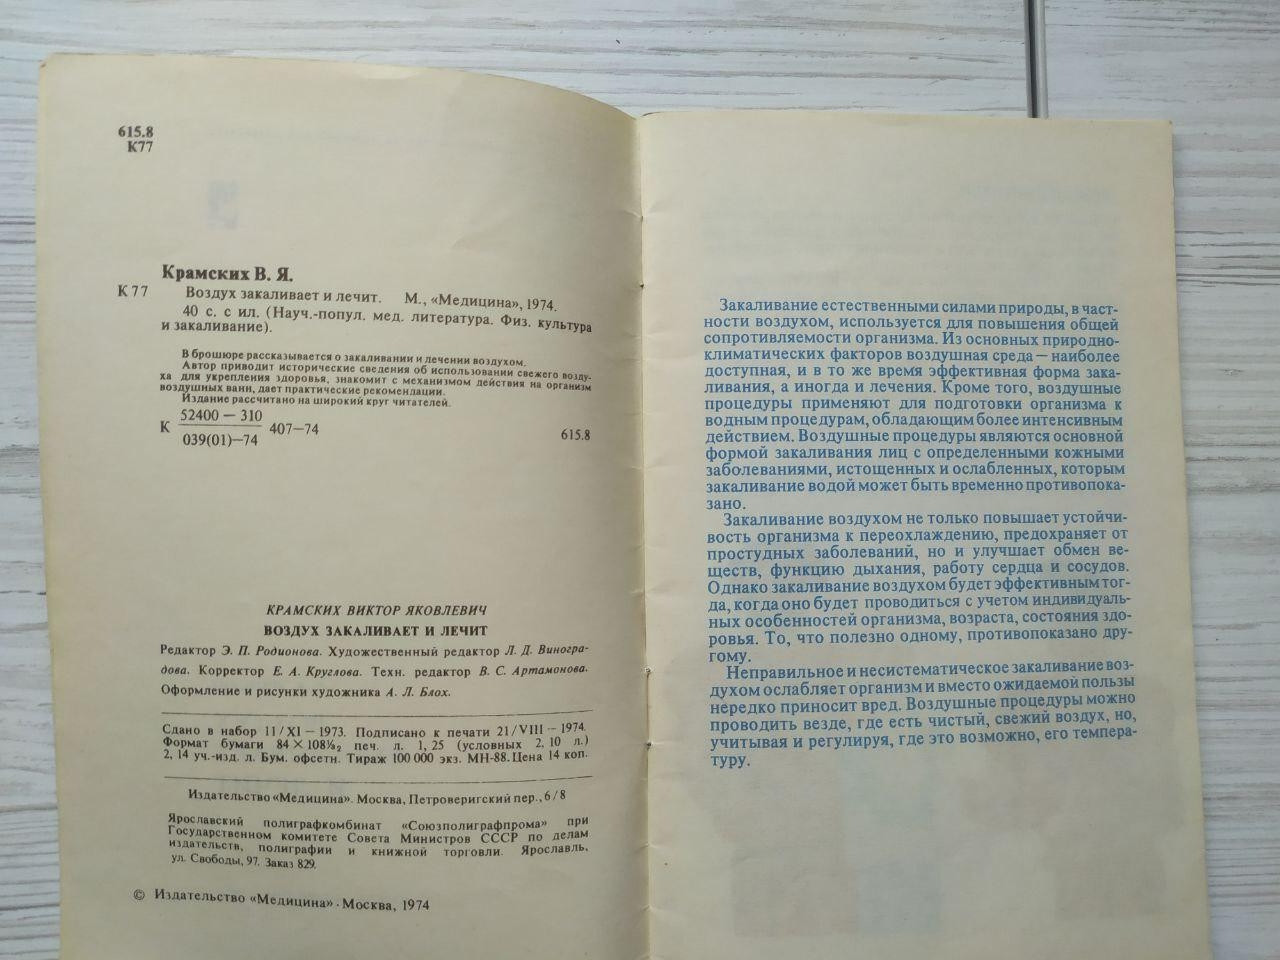 615.8
К77
Крамских В. Я.
К77 Воздух закаливает и лечит. М., «Медицина», 1974.
40 с. с ил. (Науч.-попул. мед. литература. Физ. культура
и закаливание).
В брошюре рассказывается о закаливании и лечении воздухом.
Автор приводит исторические сведения об использовании свежего возду-
ха для укрепления здоровья, знакомит с механизмом действия на организм
воздушных ванн, дает практические рекомендации.
Издание рассчитано на широкий круг читателей.
52400 — 310
К 407—74
039(01)—74
615.8
КРАМСКИХ ВИКТОР ЯКОВЛЕВИЧ
ВОЗДУХ ЗАКАЛИВАЕТ И ЛЕЧИТ
Редактор Э. П. Родионова. Художественный редактор Л. Д. Виногра-
дова. Корректор Е. А. Круглова. Техн. редактор В. С. Артамонова.
Оформление и рисунки художника А. Л. Блох.
Сдано в набор 11/XI — 1973. Подписано к печати 21/VIII — 1974.
Формат бумаги 84×108¹/₃₂ печ. л. 1,25 (условных 2,10 л.)
2,14 уч.-изд. л. Бум. офсетн. Тираж 100 000 экз. МН-88. Цена 14 коп.
Издательство «Медицина». Москва, Петроверигский пер., 6/8
Ярославский полиграфкомбинат «Союзполиграфпрома» при
Государственном комитете Совета Министров СССР по делам
издательств, полиграфии и книжной торговли. Ярославль,
ул. Свободы, 97. Заказ 829.
© Издательство «Медицина» · Москва, 1974
Закаливание естественными силами природы, в част-
ности воздухом, используется для повышения общей
сопротивляемости организма. Из основных природно-
климатических факторов воздушная среда — наиболее
доступная, и в то же время эффективная форма зака-
ливания, а иногда и лечения. Кроме того, воздушные
процедуры применяют для подготовки организма к
водным процедурам, обладающим более интенсивным
действием. Воздушные процедуры являются основной
формой закаливания лиц с определенными кожными
заболеваниями, истощенных и ослабленных, которым
закаливание водой может быть временно противопока-
зано.
Закаливание воздухом не только повышает устойчи-
вость организма к переохлаждению, предохраняет от
простудных заболеваний, но и улучшает обмен ве-
ществ, функцию дыхания, работу сердца и сосудов.
Однако закаливание воздухом будет эффективным тог-
да, когда оно будет проводиться с учетом индивидуаль-
ных особенностей организма, возраста, состояния здо-
ровья. То, что полезно одному, противопоказано дру-
гому.
Неправильное и несистематическое закаливание воз-
духом ослабляет организм и вместо ожидаемой пользы
нередко приносит вред. Воздушные процедуры можно
проводить везде, где есть чистый, свежий воздух, но,
учитывая и регулируя, где это возможно, его темпера-
туру.